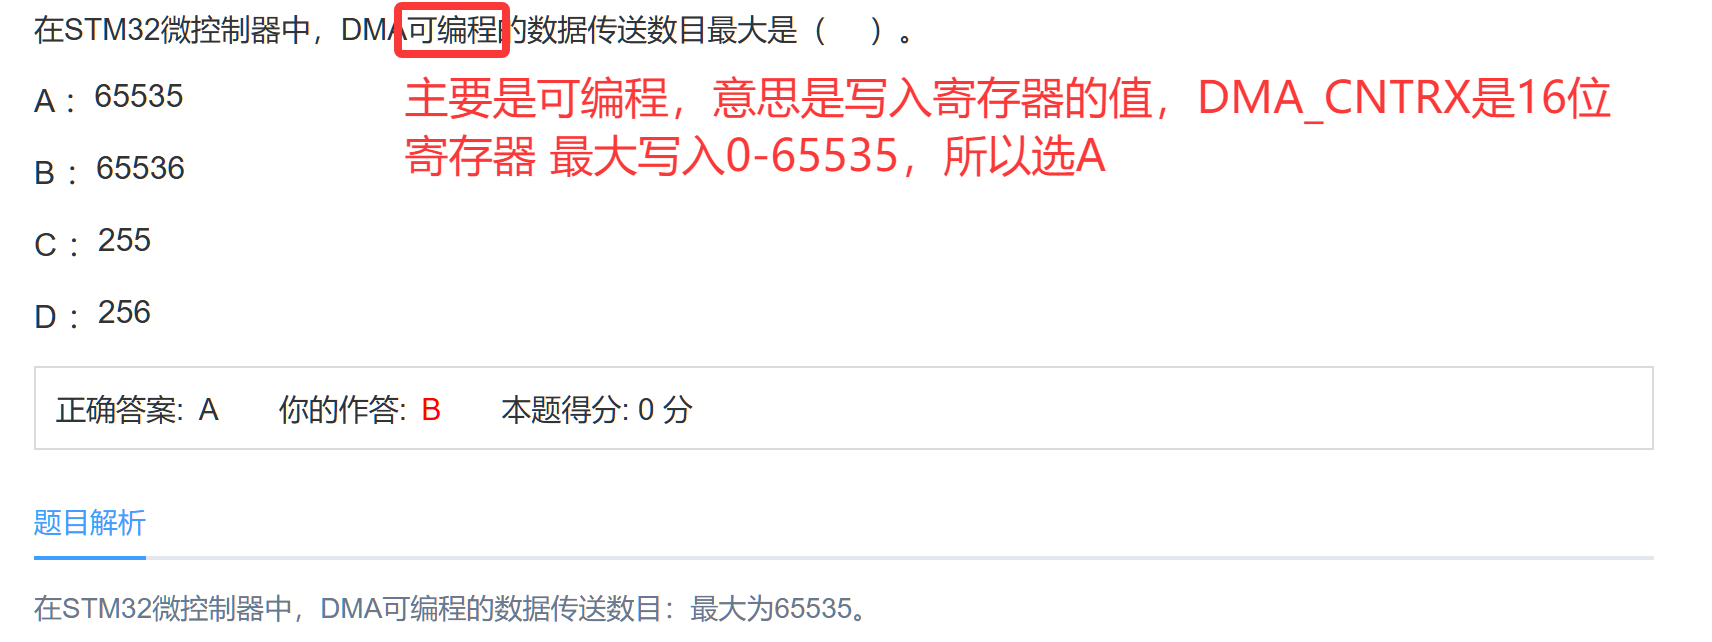 在STM32微控制器中，DMA可编程的数据传送数目最大是（    ）。
主要是可编程，意思是写入寄存器的值，DMA_CNTRX是16位
寄存器 最大写入0-65535，所以选A
A： 65535
B： 65536
C： 255
D： 256
正确答案: A 你的作答: B 本题得分: 0 分
题目解析
在STM32微控制器中，DMA可编程的数据传送数目：最大为65535。